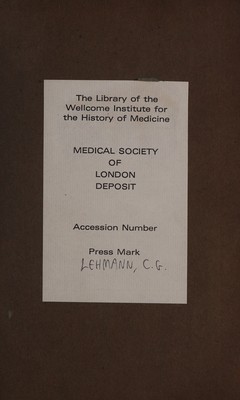 The Library of the
Wellcome Institute for
the History of Medicine
MEDICAL SOCIETY
OF
LONDON
DEPOSIT
Accession Number
Press Mark
LEHMANN, C.G.